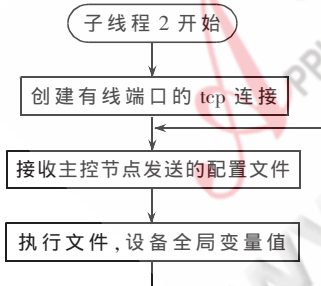 子线程 2 开始
创建有线端口的 tcp 连接
接收主控节点发送的配置文件
执行文件,设备全局变量值